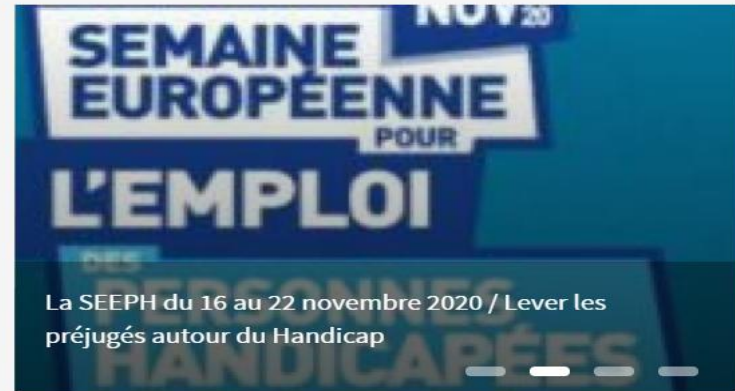 NOV 20
SEMAINE
EUROPÉENNE
POUR
L'EMPLOI
DES
PERSONNES
HANDICAPÉES
La SEEPH du 16 au 22 novembre 2020 / Lever les
préjugés autour du Handicap